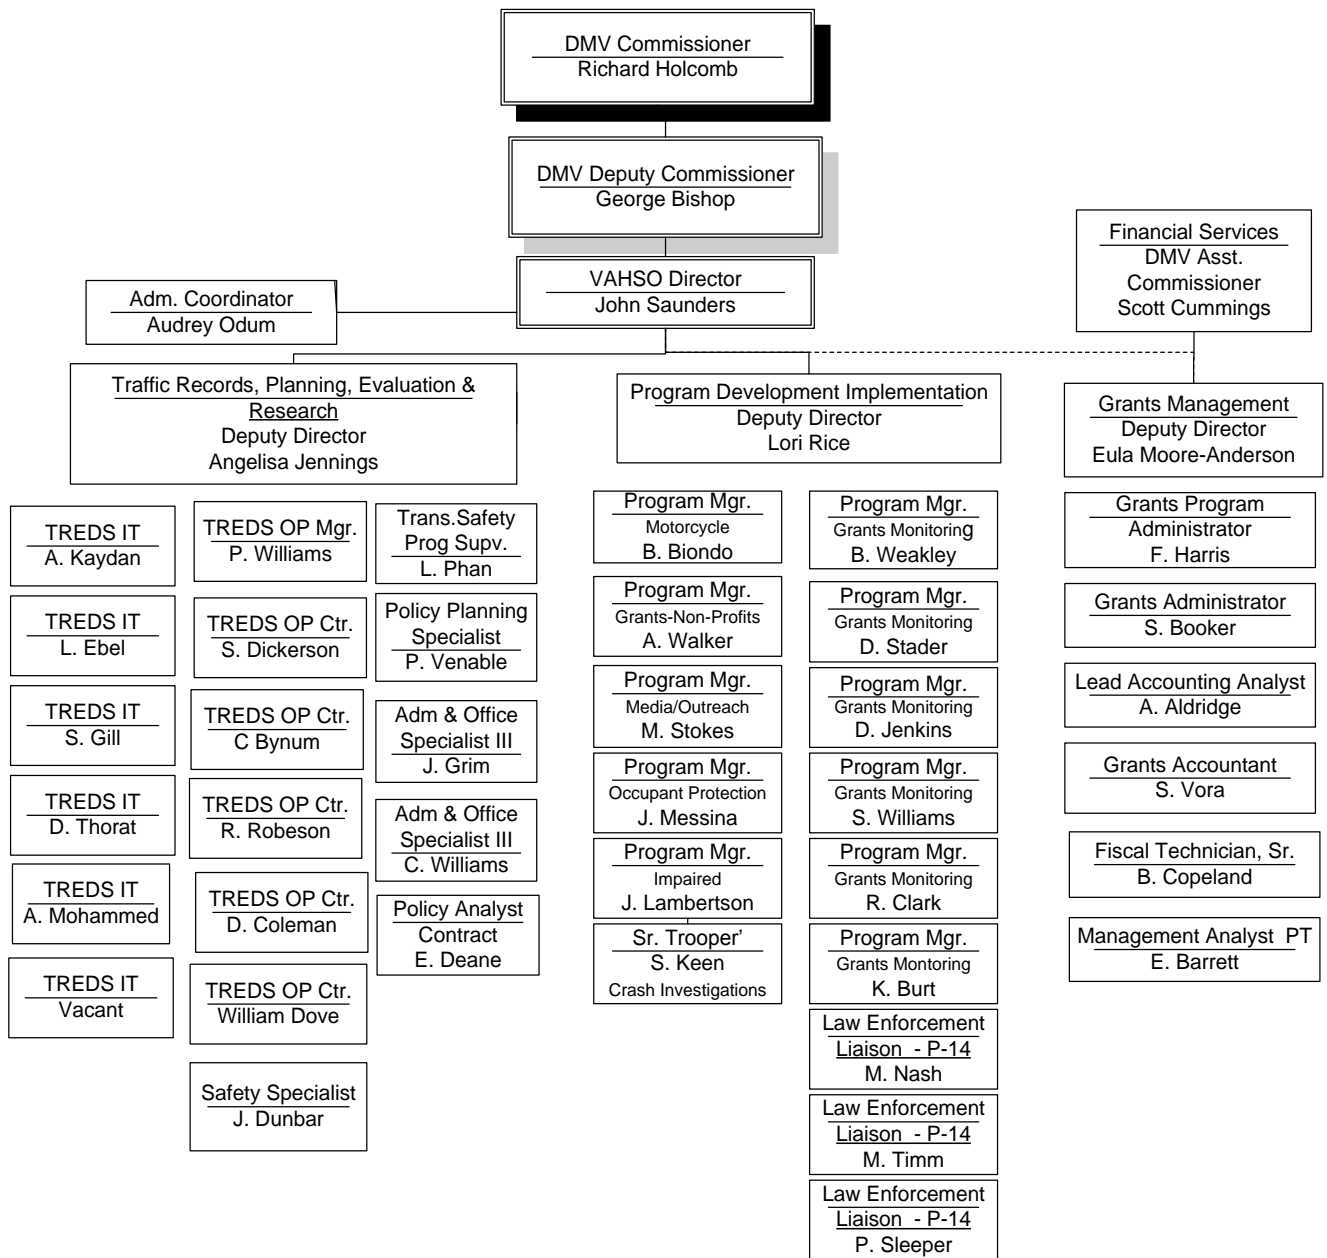 DMV Commissioner
Richard Holcomb
DMV Deputy Commissioner
George Bishop
Financial Services
DMV Asst.
Commissioner
Scott Cummings
VAHSO Director
John Saunders
Adm. Coordinator
Audrey Odum
Traffic Records, Planning, Evaluation &
Research
Deputy Director
Angelisa Jennings
Program Development Implementation
Deputy Director
Lori Rice
Grants Management
Deputy Director
Eula Moore-Anderson
TREDS IT
A. Kaydan
TREDS IT
L. Ebel
TREDS IT
S. Gill
TREDS IT
D. Thorat
TREDS IT
A. Mohammed
TREDS IT
Vacant
TREDS OP Mgr.
P. Williams
TREDS OP Ctr.
S. Dickerson
TREDS OP Ctr.
C Bynum
TREDS OP Ctr.
R. Robeson
TREDS OP Ctr.
D. Coleman
TREDS OP Ctr.
William Dove
Safety Specialist
J. Dunbar
Trans.Safety
Prog Supv.
L. Phan
Policy Planning
Specialist
P. Venable
Adm & Office
Specialist III
J. Grim
Adm & Office
Specialist III
C. Williams
Policy Analyst
Contract
E. Deane
Program Mgr.
Motorcycle
B. Biondo
Program Mgr.
Grants-Non-Profits
A. Walker
Program Mgr.
Media/Outreach
M. Stokes
Program Mgr.
Occupant Protection
J. Messina
Program Mgr.
Impaired
J. Lambertson
Sr. Trooper'
S. Keen
Crash Investigations
Program Mgr.
Grants Monitoring
B. Weakley
Program Mgr.
Grants Monitoring
D. Stader
Program Mgr.
Grants Monitoring
D. Jenkins
Program Mgr.
Grants Monitoring
S. Williams
Program Mgr.
Grants Monitoring
R. Clark
Program Mgr.
Grants Montoring
K. Burt
Law Enforcement
Liaison - P-14
M. Nash
Law Enforcement
Liaison - P-14
M. Timm
Law Enforcement
Liaison - P-14
P. Sleeper
Grants Program
Administrator
F. Harris
Grants Administrator
S. Booker
Lead Accounting Analyst
A. Aldridge
Grants Accountant
S. Vora
Fiscal Technician, Sr.
B. Copeland
Management Analyst PT
E. Barrett